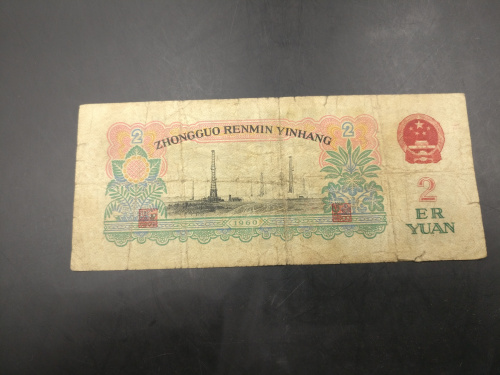 2
2
ZHONGGUO RENMIN YINHANG
1960
2
ER
YUAN